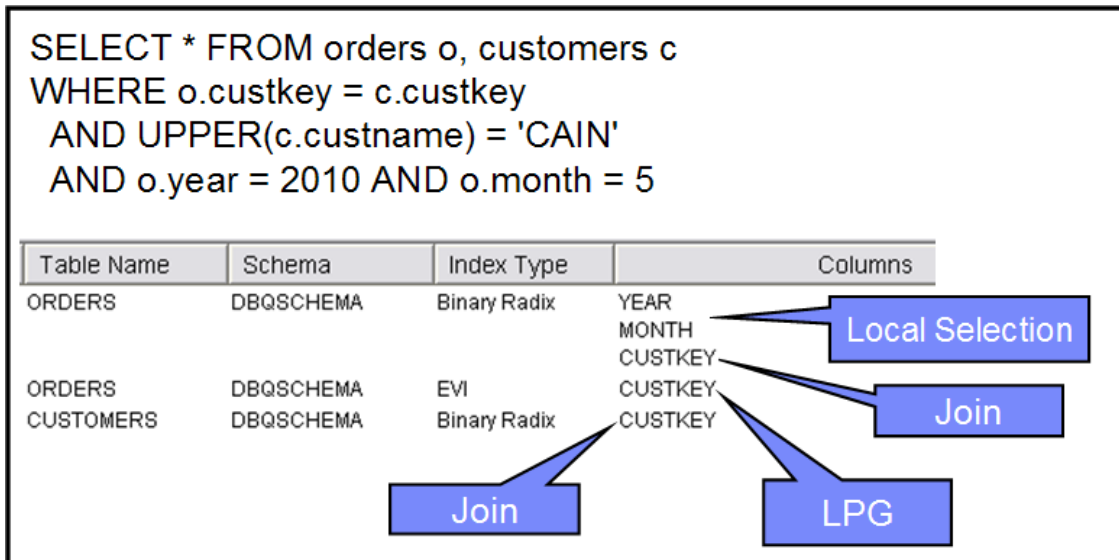 SELECT * FROM orders o, customers c
WHERE o.custkey = c.custkey
AND UPPER(c.custname) = 'CAIN'
AND o.year = 2010 AND o.month = 5
Table Name Schema Index Type Columns
ORDERS DBQSCHEMA Binary Radix YEAR
MONTH
CUSTKEY
Local Selection
ORDERS DBQSCHEMA EVI CUSTKEY
Join
CUSTOMERS DBQSCHEMA Binary Radix CUSTKEY
Join
LPG